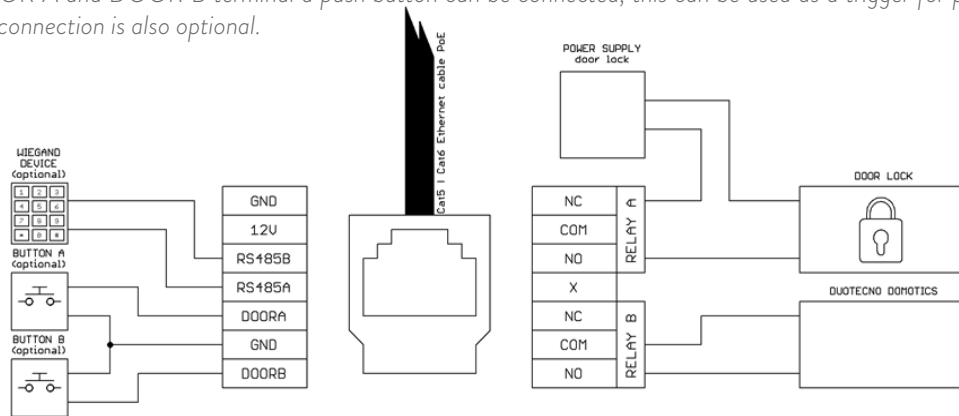 OR A and DOOR B terminal a push button can be connected, this can be used as a trigger for p
connection is also optional.
POWER SUPPLY
door lock
Cat5 | Cat6 Ethernet cable PoE
WIEGAND
DEVICE
(optional)
1 2 3
4 5 6
7 8 9
* 0 #
BUTTON A
(optional)
BUTTON B
(optional)
GND
12V
RS485B
RS485A
DOORA
GND
DOORB
NC
COM
NO
RELAY A
X
NC
COM
NO
RELAY B
DOOR LOCK
DUOTECNO DOMOTICS